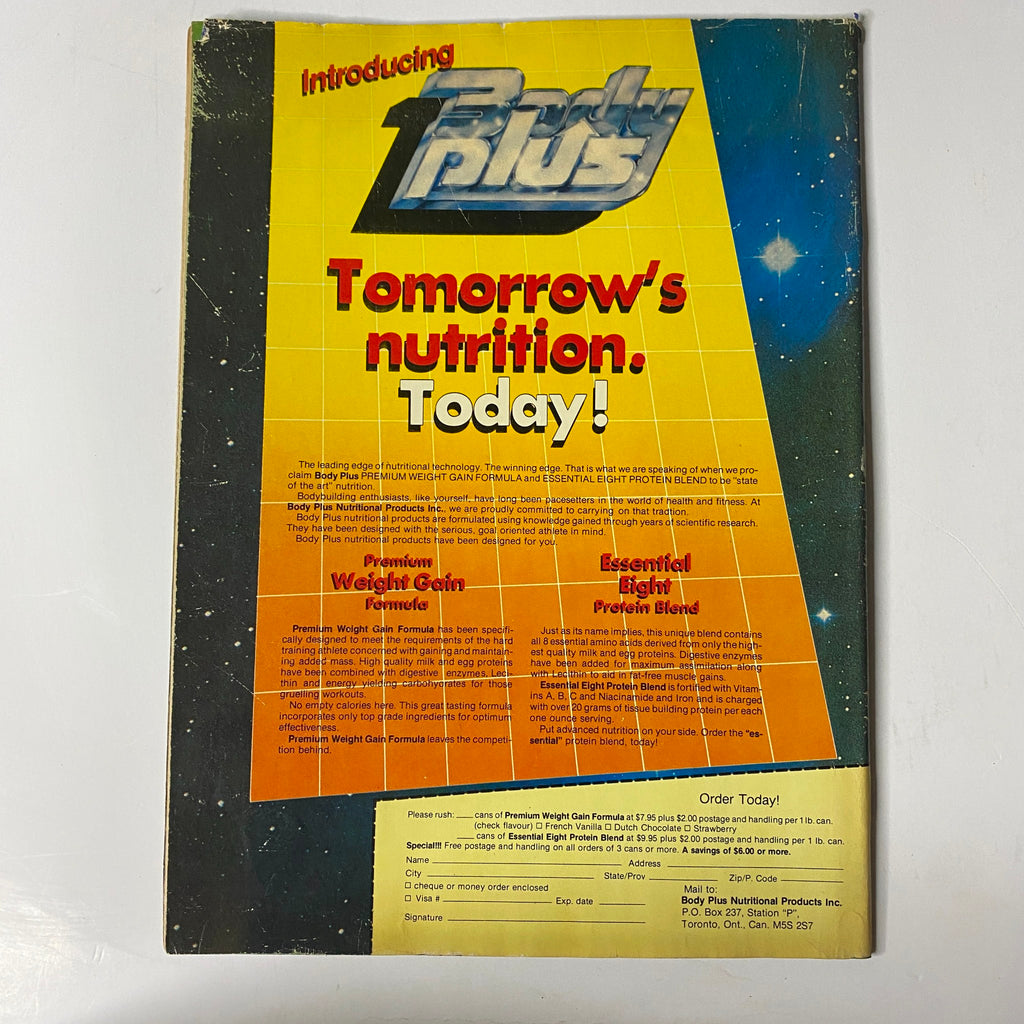 Introducing
Body
plus
Tomorrow's
nutrition.
Today!
The leading edge of nutritional technology. The winning edge. That is what we are speaking of when we pro-
claim Body Plus PREMIUM WEIGHT GAIN FORMULA and ESSENTIAL EIGHT PROTEIN BLEND to be "state
of the art" nutrition.
Bodybuilding enthusiasts, like yourself, have long been pacesetters in the world of health and fitness. At
Body Plus Nutritional Products Inc., we are proudly committed to carrying on that tradtion.
Body Plus nutritional products are formulated using knowledge gained through years of scientific research.
They have been designed with the serious, goal oriented athlete in mind.
Body Plus nutritional products have been designed for you.
Premium
Weight Gain
Formula
Premium Woight Gain Formula has been specifi-
cally designed to meet the requirements of the hard
training athlete concerned with gaining and maintain-
ing added mass. High quality milk and egg proteins
have been combined with digestive enzymes, Leci-
thin and energy yielding carbohydrates for those
gruelling workouts.
No empty calories here. This great tasting formula
incorporates only top grade ingredients for optimum
effectiveness.
Premium Weight Gain Formula leaves the competi-
tion behind.
Essential
Eight
Protein Blend
Just as its name implies, this unique blend contains
all 8 essential amino acids derived from only the high-
est quality milk and egg proteins. Digestive enzymes
have been added for maximum assimilation along
with Lecithin to aid in fat-free muscle gains.
Essential Eight Protein Blend is fortified with Vitam-
ins A, B, C and Niacinamide and Iron and is charged
with over 20 grams of tissue building protein per each
one ounce serving.
Put advanced nutrition on your side. Order the "es-
sential" protein blend, today!
Order Today!
Please rush: ___ cans of Premium Weight Gain Formula at $7.95 plus $2.00 postage and handling per 1 lb. can.
(check flavour) ☐ French Vanilla ☐ Dutch Chocolate ☐ Strawberry
___ cans of Essential Eight Protein Blend at $9.95 plus $2.00 postage and handling per 1 lb. can.
Special!!! Free postage and handling on all orders of 3 cans or more. A savings of $6.00 or more.
Name ___ Address ___
City ___ State/Prov ___ Zip/P. Code ___
☐ cheque or money order enclosed
☐ Visa # ___ Exp. date ___
Signature ___
Mail to:
Body Plus Nutritional Products Inc.
P.O. Box 237, Station "P",
Toronto, Ont., Can. M5S 2S7